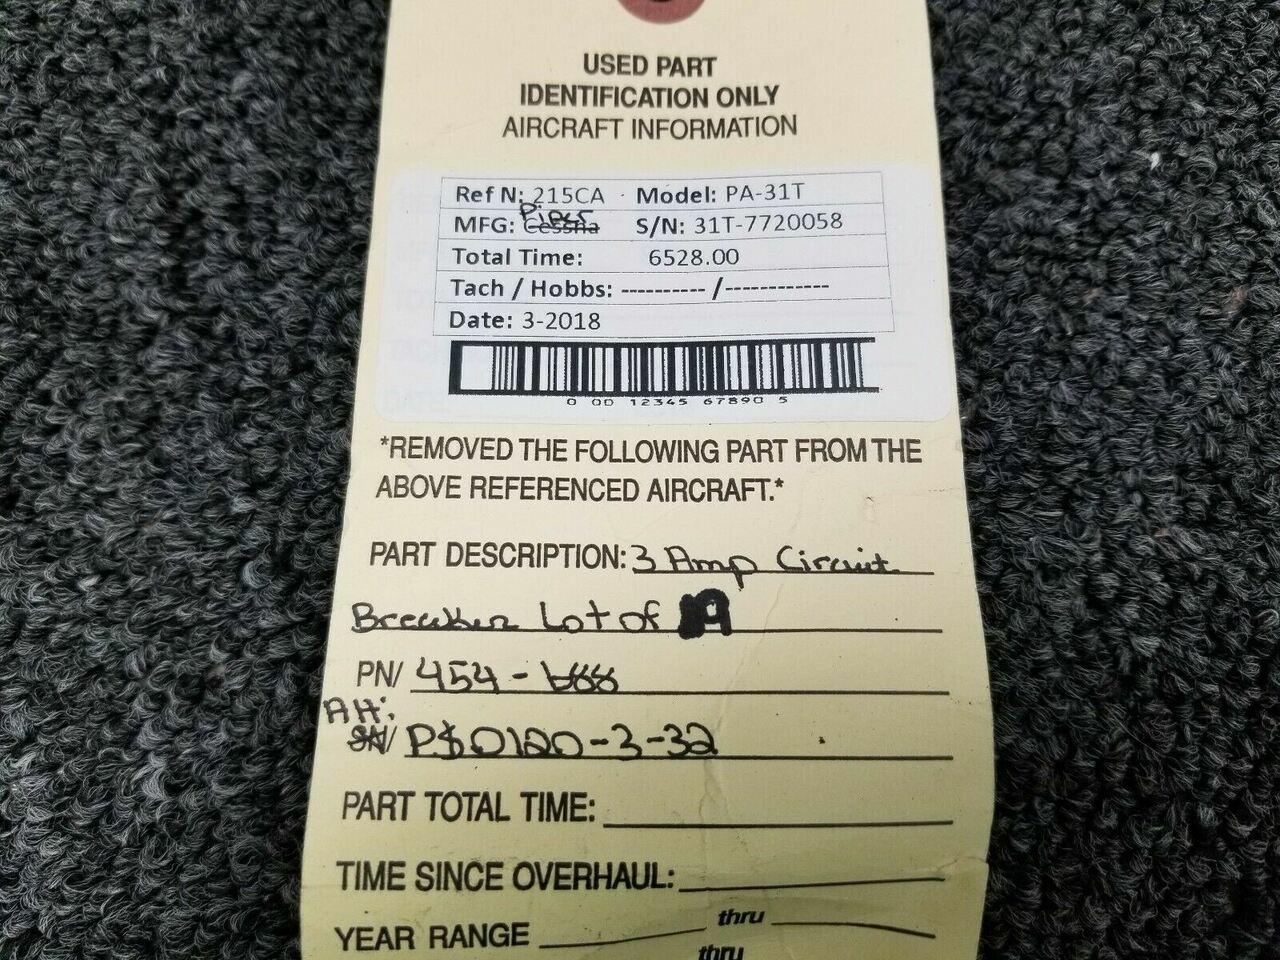 USED PART
IDENTIFICATION ONLY
AIRCRAFT INFORMATION
Ref N: 215CA Model: PA-31T
Piper
MFG: Cessna S/N: 31T-7720058
Total Time: 6528.00
Tach / Hobbs: ---------- /------------
Date: 3-2018
0 00 12345 67890 5
*REMOVED THE FOLLOWING PART FROM THE
ABOVE REFERENCED AIRCRAFT.*
PART DESCRIPTION: 3 Amp Circuit
Breaker Lot of
PN/ 454-688
Alt:
SN/ P$0120-3-32
PART TOTAL TIME:
TIME SINCE OVERHAUL:
YEAR RANGE thru
thru